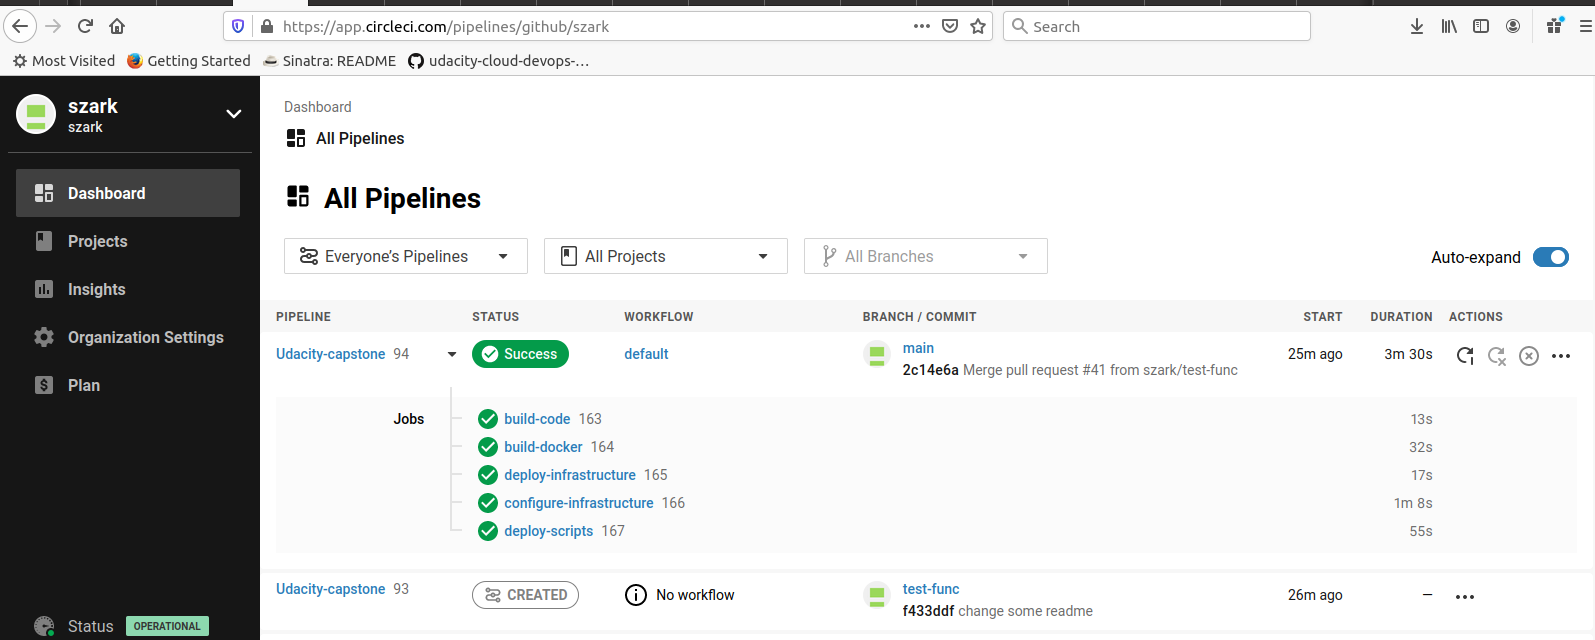 https://app.circleci.com/pipelines/github/szark
Search
Most Visited Getting Started Sinatra: README udacity-cloud-devops-...
szark
szark
Dashboard
Projects
Insights
Organization Settings
Plan
Status OPERATIONAL
Dashboard
All Pipelines
All Pipelines
Everyone's Pipelines All Projects All Branches Auto-expand
PIPELINE STATUS WORKFLOW BRANCH / COMMIT START DURATION ACTIONS
Udacity-capstone 94 Success default main 25m ago 3m 30s
2c14e6a Merge pull request #41 from szark/test-func
Jobs build-code 163 13s
build-docker 164 32s
deploy-infrastructure 165 17s
configure-infrastructure 166 1m 8s
deploy-scripts 167 55s
Udacity-capstone 93 CREATED No workflow test-func 26m ago —
f433ddf change some readme